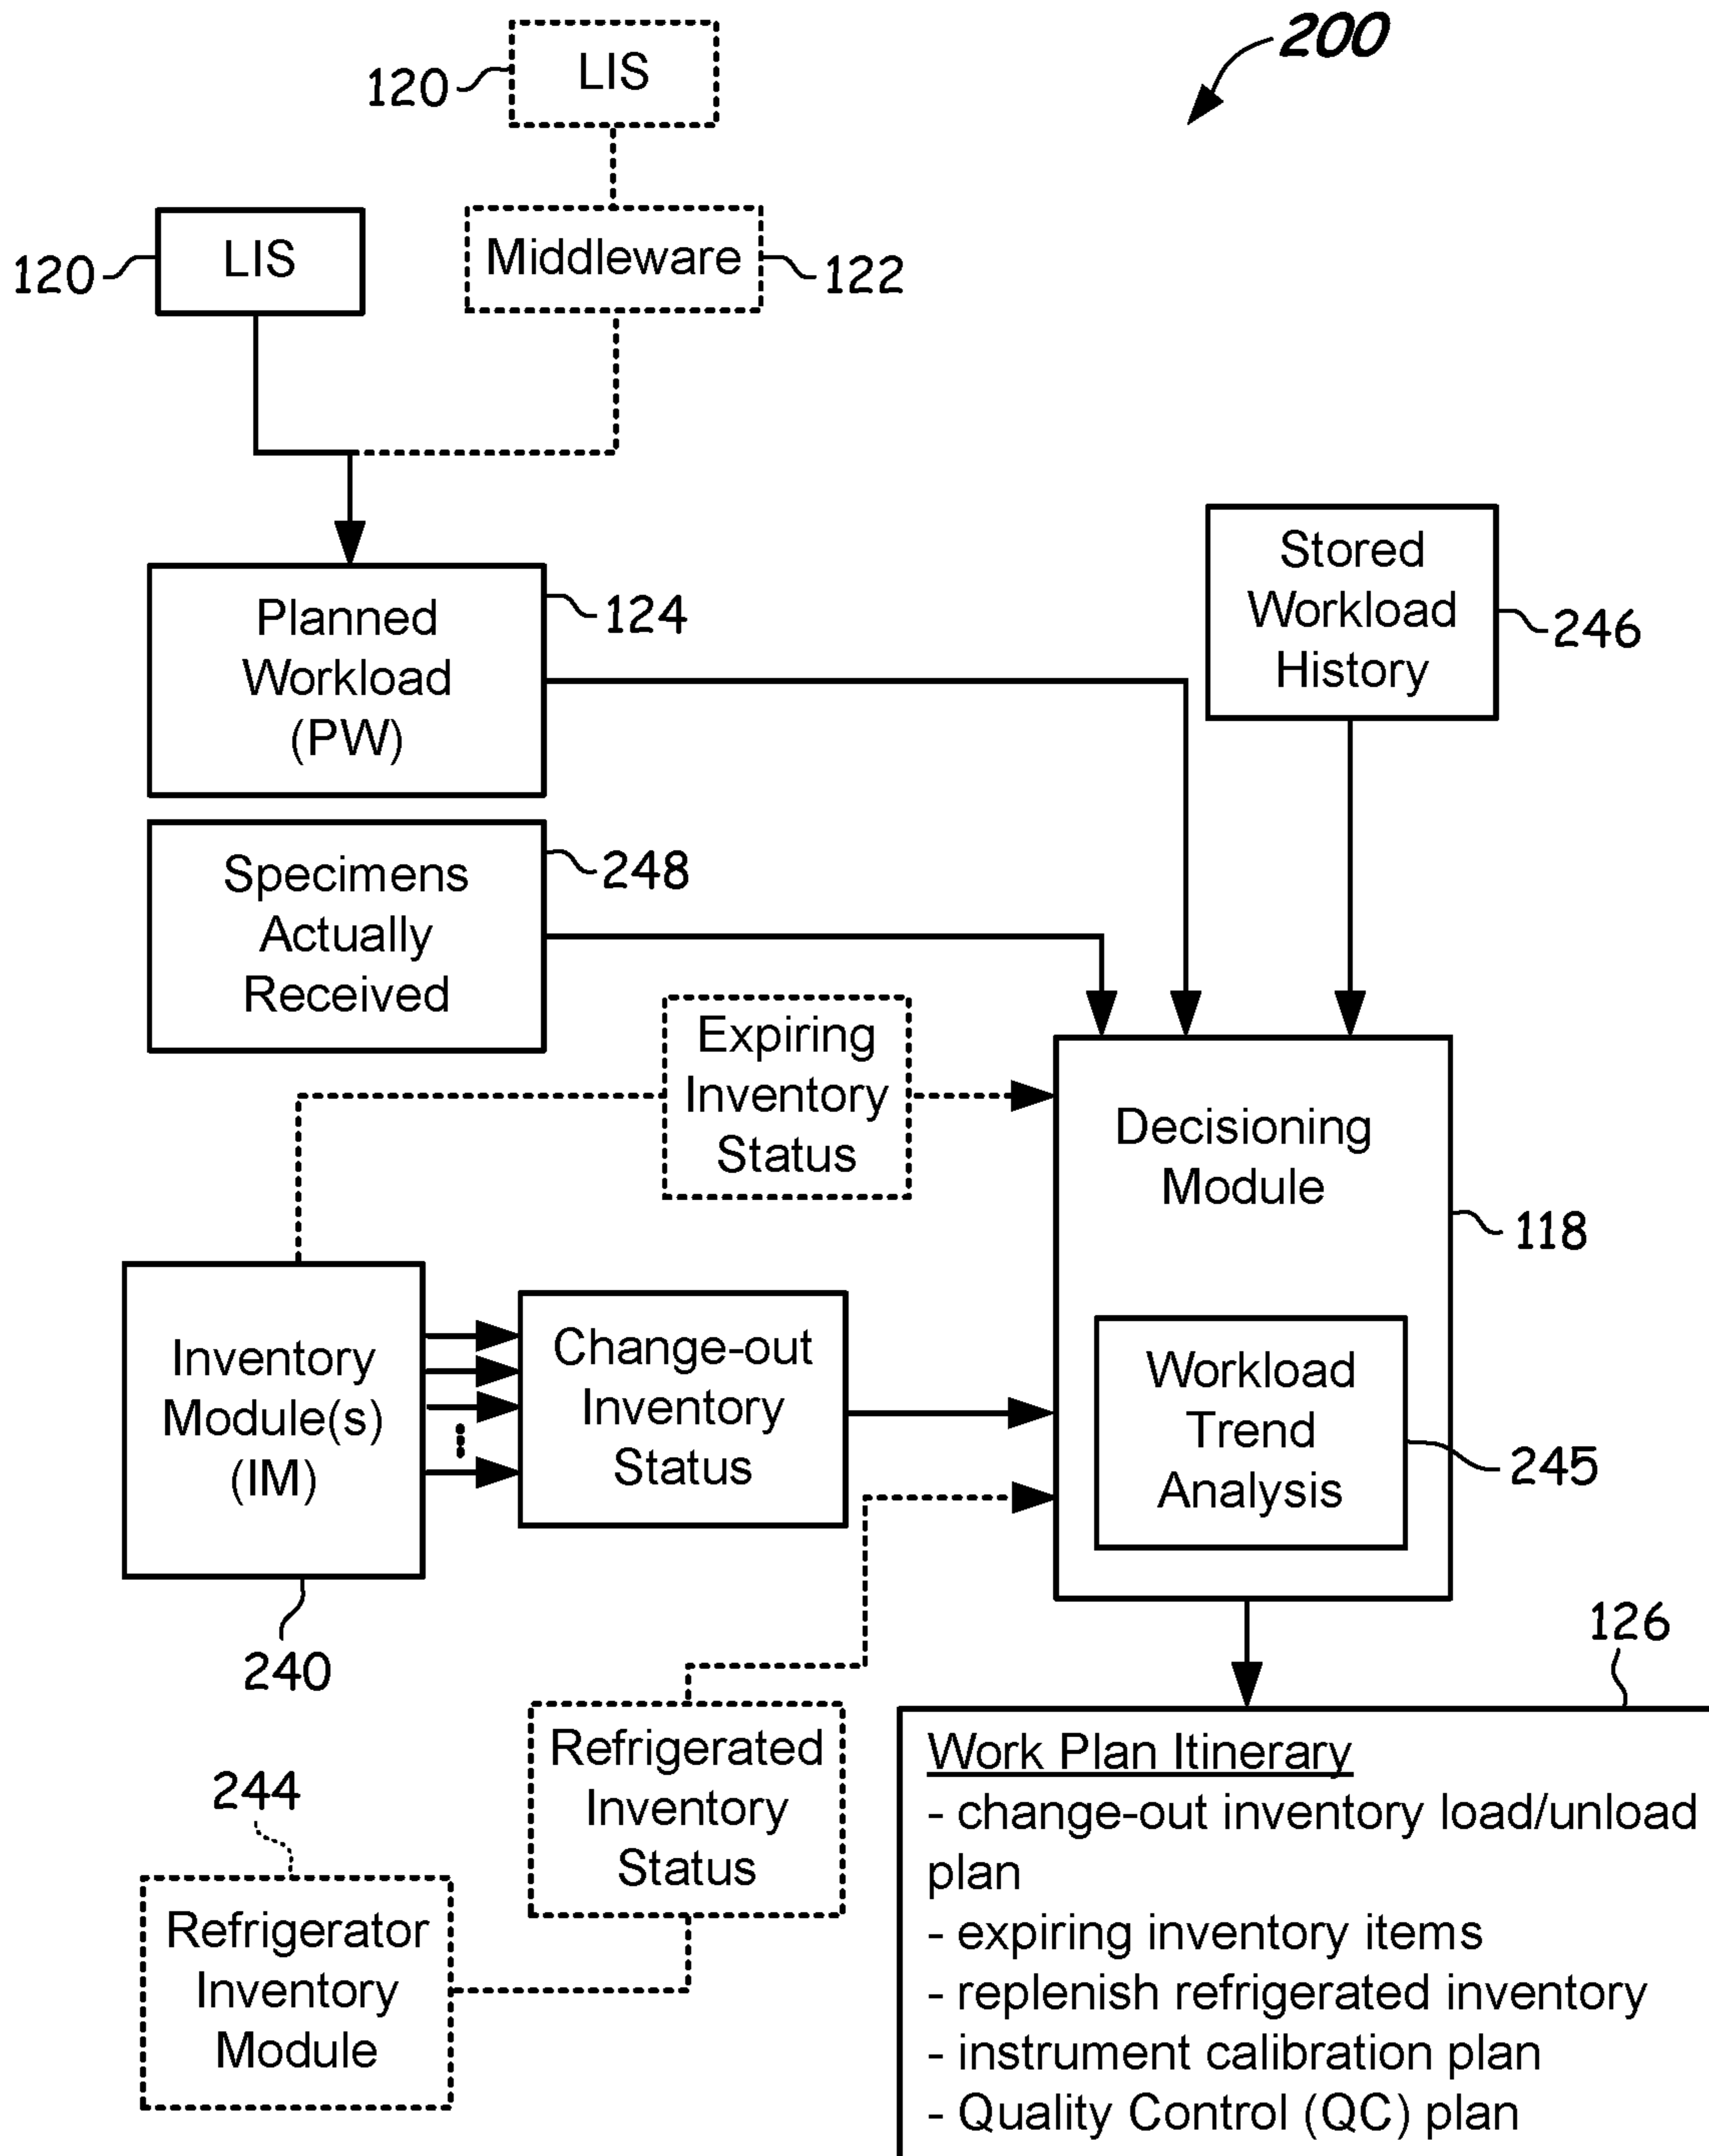 200
120
LIS
120
LIS
Middleware
122
Planned
Workload
(PW)
124
Stored
Workload
History
246
Specimens
Actually
Received
248
Expiring
Inventory
Status
Decisioning
Module
118
Inventory
Module(s)
(IM)
240
Change-out
Inventory
Status
Workload
Trend
Analysis
245
Refrigerated
Inventory
Status
244
Refrigerator
Inventory
Module
126
Work Plan Itinerary
- change-out inventory load/unload
plan
- expiring inventory items
- replenish refrigerated inventory
- instrument calibration plan
- Quality Control (QC) plan